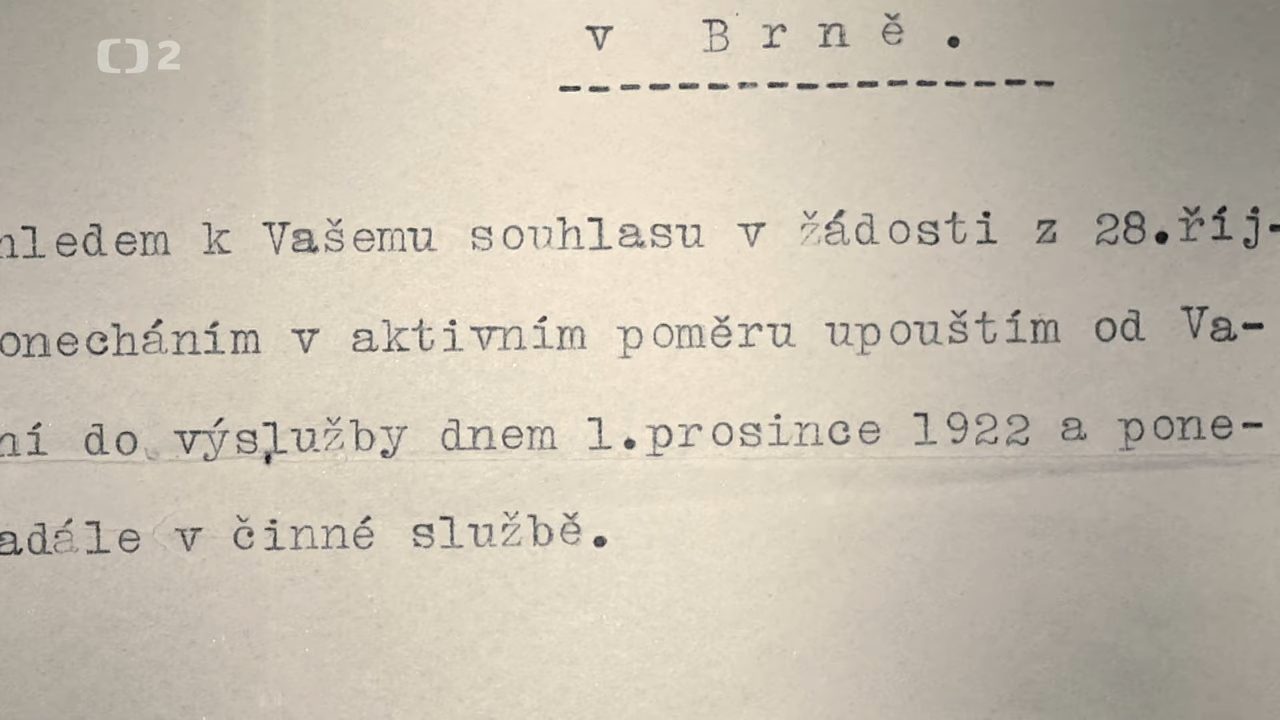 2
v Brně.
-----------------
hledem k Vašemu souhlasu v žádosti z 28.říj-
onecháním v aktivním poměru upouštím od Va-
ní do výslužby dnem 1.prosince 1922 a pone-
adále v činné službě.